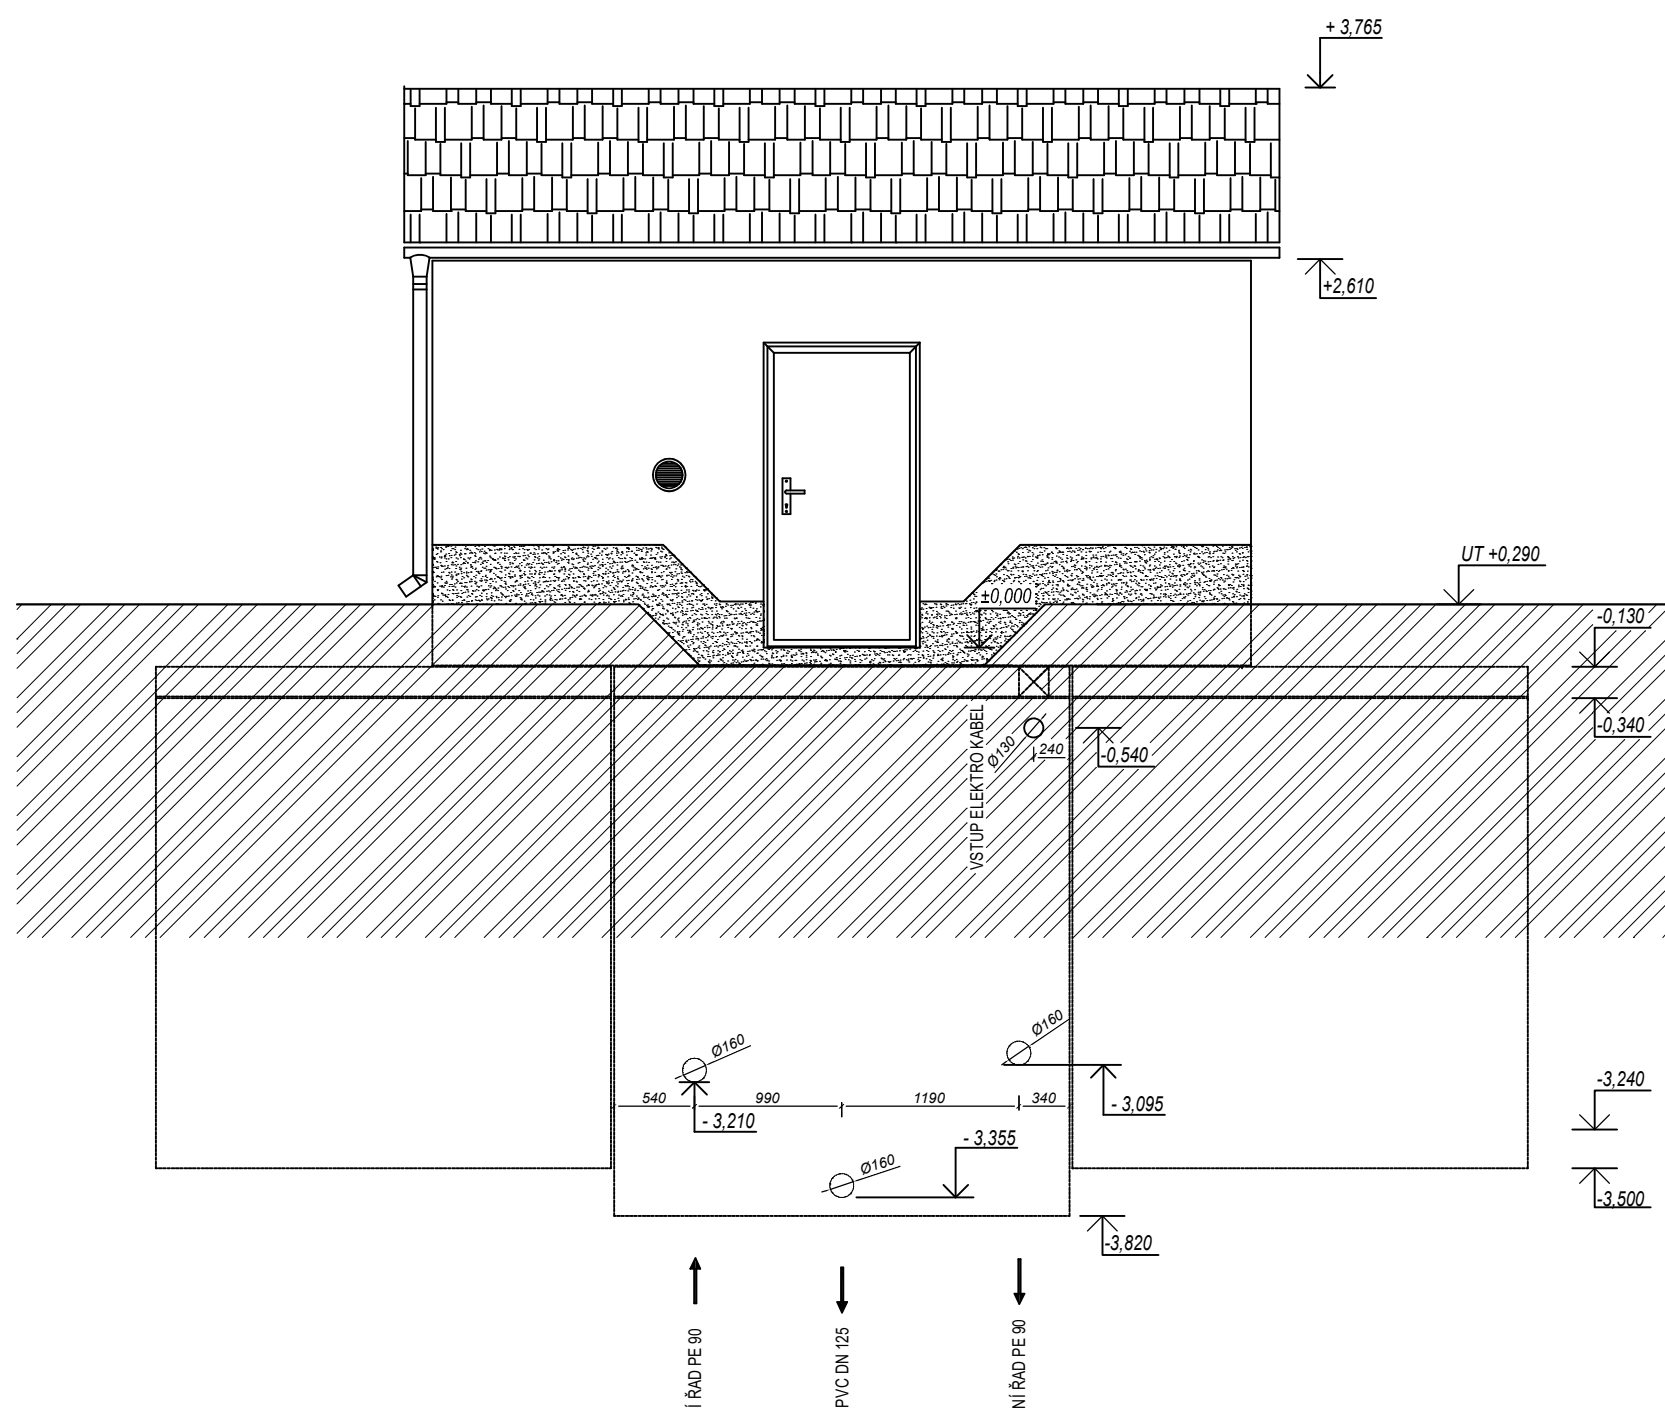 + 3,765
+2,610
UT +0,290
±0,000
-0,130
-0,340
VSTUP ELEKTRO KABEL
Ø130
240
-0,540
Ø160
Ø160
540
990
1190
340
- 3,210
- 3,095
-3,240
- 3,355
Ø160
-3,500
-3,820
Í ŘAD PE 90
PVC DN 125
NÍ ŘAD PE 90